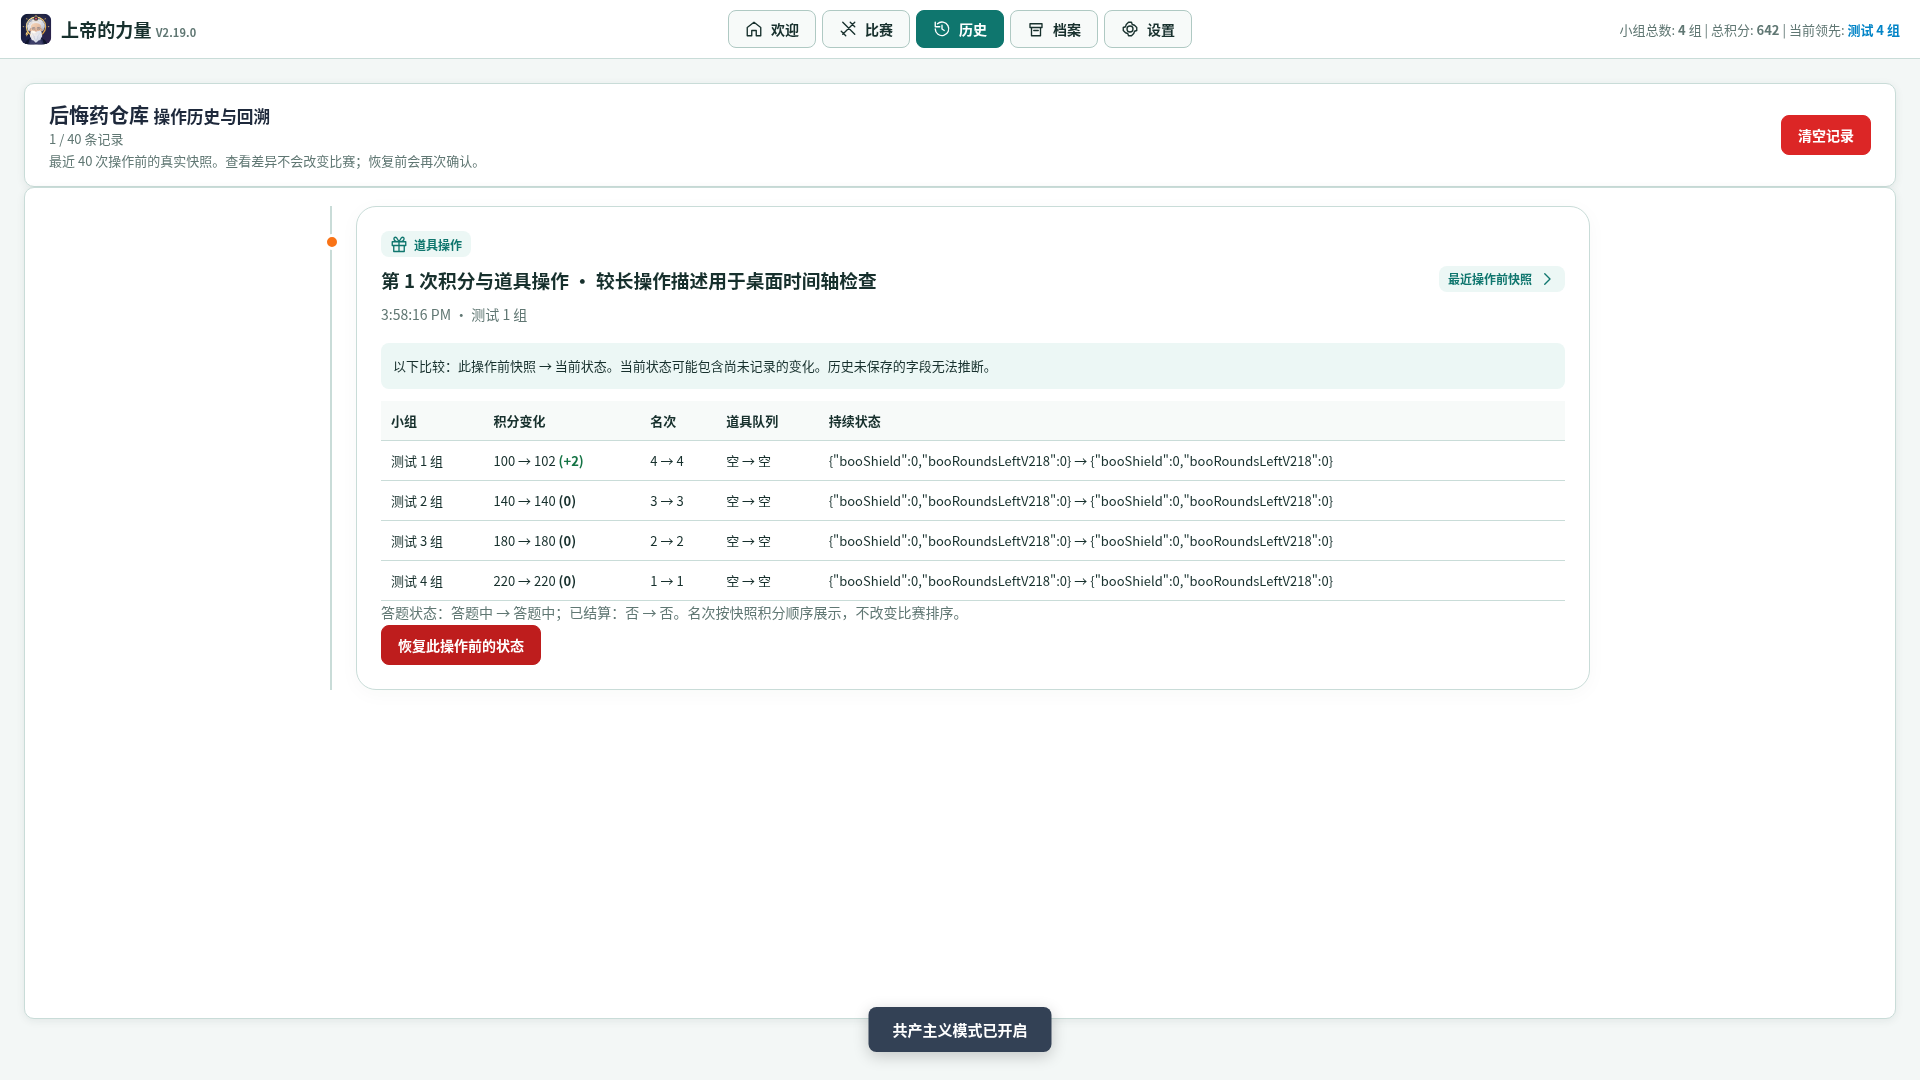 上帝的力量 V2.19.0
欢迎
比赛
历史
档案
设置
小组总数: 4 组 | 总积分: 642 | 当前领先: 测试 4 组
后悔药仓库 操作历史与回溯
1 / 40 条记录
最近 40 次操作前的真实快照。查看差异不会改变比赛；恢复前会再次确认。
清空记录
道具操作
第 1 次积分与道具操作 · 较长操作描述用于桌面时间轴检查
3:58:16 PM · 测试 1 组
最近操作前快照
以下比较：此操作前快照 → 当前状态。当前状态可能包含尚未记录的变化。历史未保存的字段无法推断。
小组 积分变化 名次 道具队列 持续状态
测试 1 组 100 → 102 (+2) 4 → 4 空 → 空 {"booShield":0,"booRoundsLeftV218":0} → {"booShield":0,"booRoundsLeftV218":0}
测试 2 组 140 → 140 (0) 3 → 3 空 → 空 {"booShield":0,"booRoundsLeftV218":0} → {"booShield":0,"booRoundsLeftV218":0}
测试 3 组 180 → 180 (0) 2 → 2 空 → 空 {"booShield":0,"booRoundsLeftV218":0} → {"booShield":0,"booRoundsLeftV218":0}
测试 4 组 220 → 220 (0) 1 → 1 空 → 空 {"booShield":0,"booRoundsLeftV218":0} → {"booShield":0,"booRoundsLeftV218":0}
答题状态：答题中 → 答题中；已结算：否 → 否。名次按快照积分顺序展示，不改变比赛排序。
恢复此操作前的状态
共产主义模式已开启